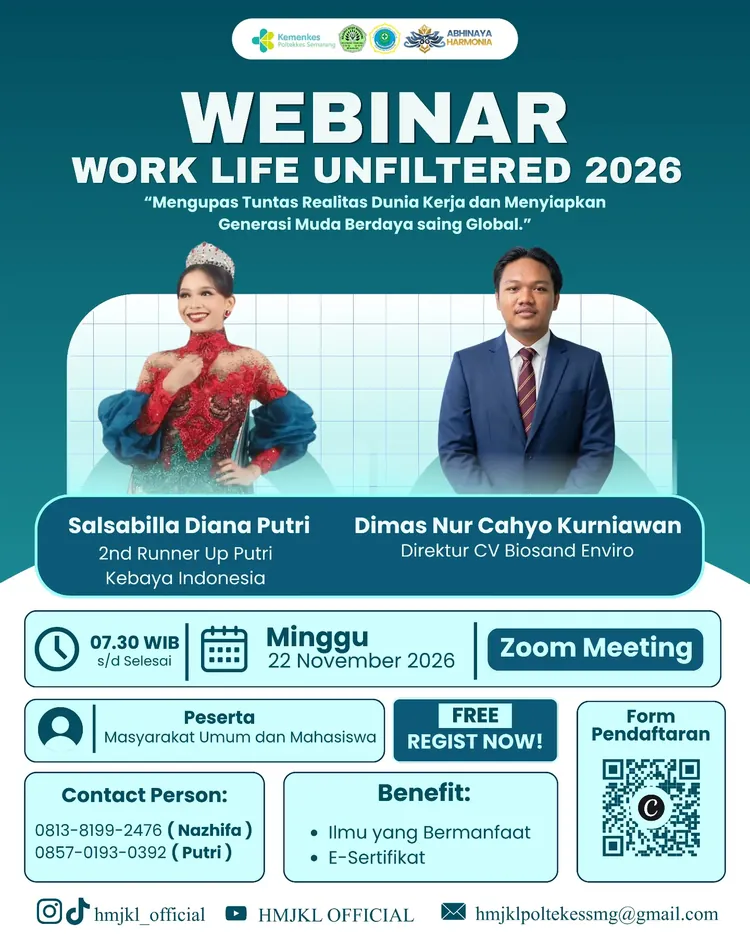 Kemenkes
Poltekkes Semarang
ABHINAYA
HARMONIA
WEBINAR
WORK LIFE UNFILTERED 2026
“Mengupas Tuntas Realitas Dunia Kerja dan Menyiapkan
Generasi Muda Berdaya saing Global.”
Salsabilla Diana Putri
2nd Runner Up Putri
Kebaya Indonesia
Dimas Nur Cahyo Kurniawan
Direktur CV Biosand Enviro
07.30 WIB
s/d Selesai
Minggu
22 November 2026
Zoom Meeting
Peserta
Masyarakat Umum dan Mahasiswa
FREE
REGIST NOW!
Form
Pendaftaran
Contact Person:
0813-8199-2476 ( Nazhifa )
0857-0193-0392 ( Putri )
Benefit:
• Ilmu yang Bermanfaat
• E-Sertifikat
hmjkl_official
HMJKL OFFICIAL
hmjklpoltekessmg@gmail.com